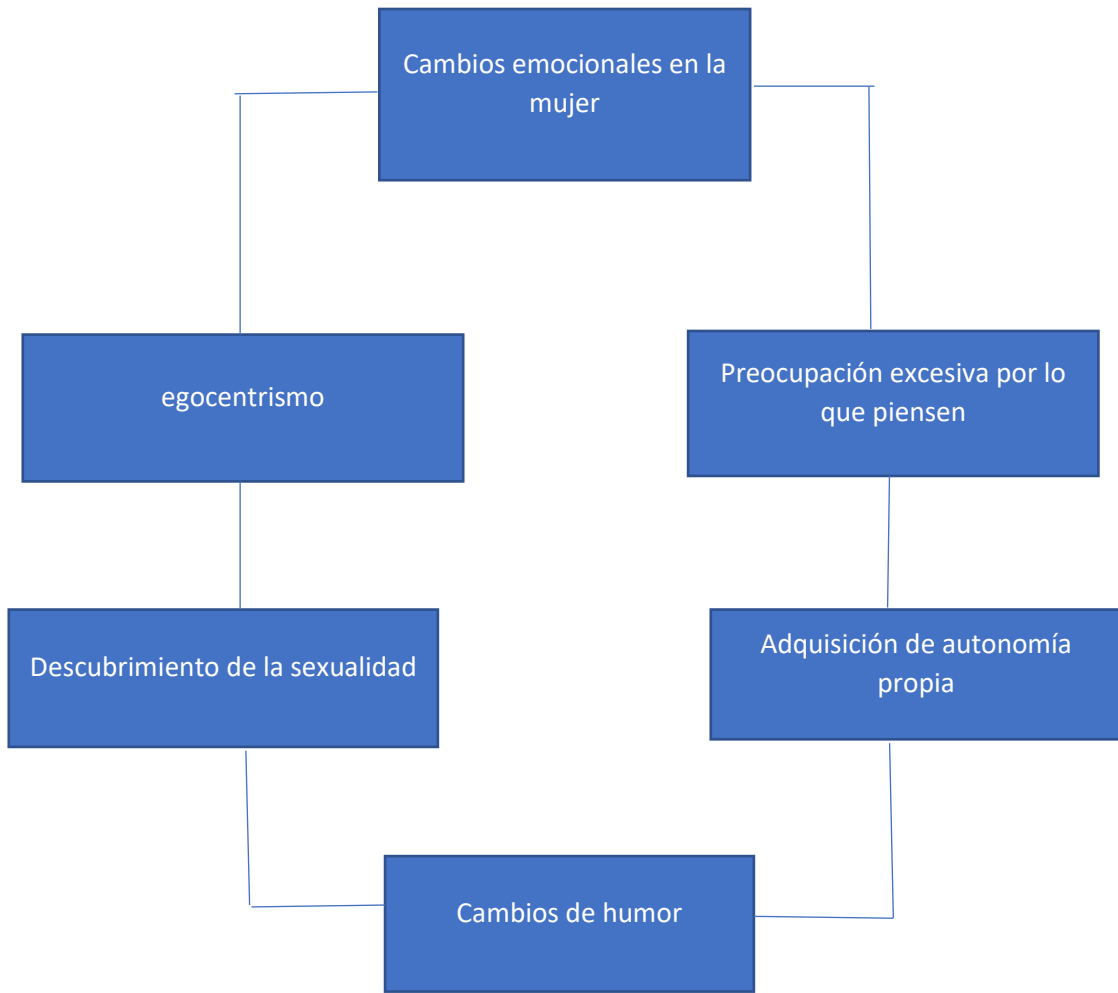 Cambios emocionales en la
mujer
egocentrismo
Preocupación excesiva por lo
que piensen
Descubrimiento de la sexualidad
Adquisición de autonomía
propia
Cambios de humor